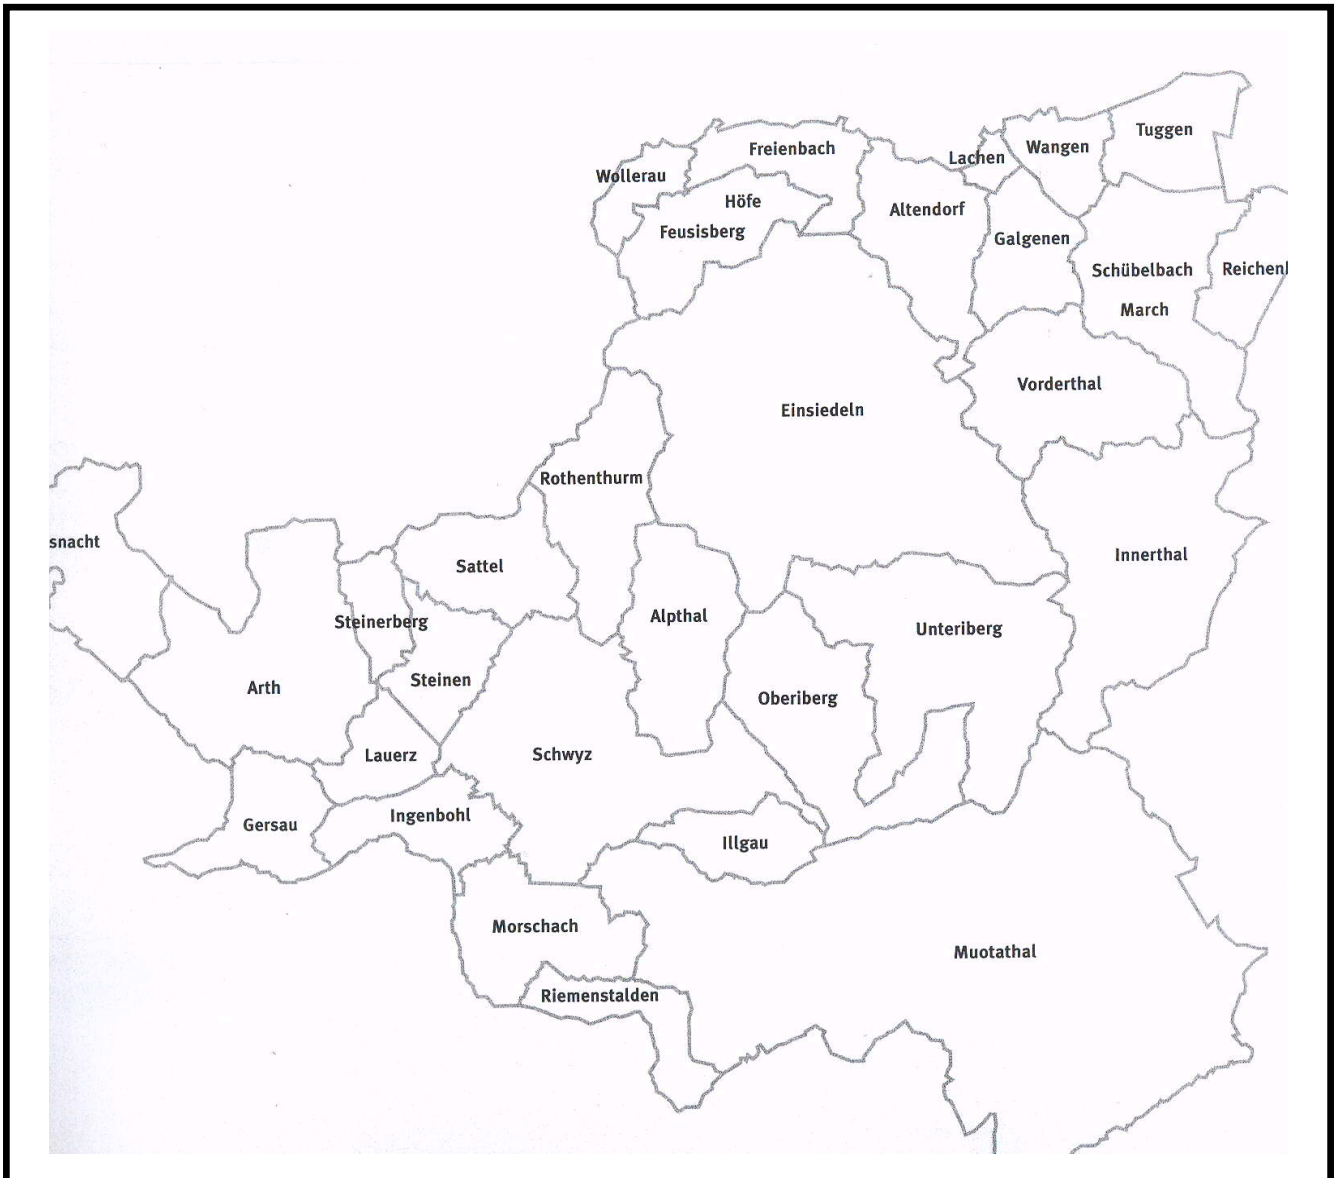 Tuggen
Wangen
Freienbach
Lachen
Wollerau
Höfe
Altendorf
Feusisberg
Galgenen
Schübelbach
Reichenl
March
Vorderthal
Einsiedeln
Rothenthurm
snacht
Innerthal
Sattel
Alpthal
Steinerberg
Unteriberg
Steinen
Arth
Oberiberg
Lauerz
Schwyz
Ingenbohl
Gersau
Illgau
Morschach
Muotathal
Riemenstalden